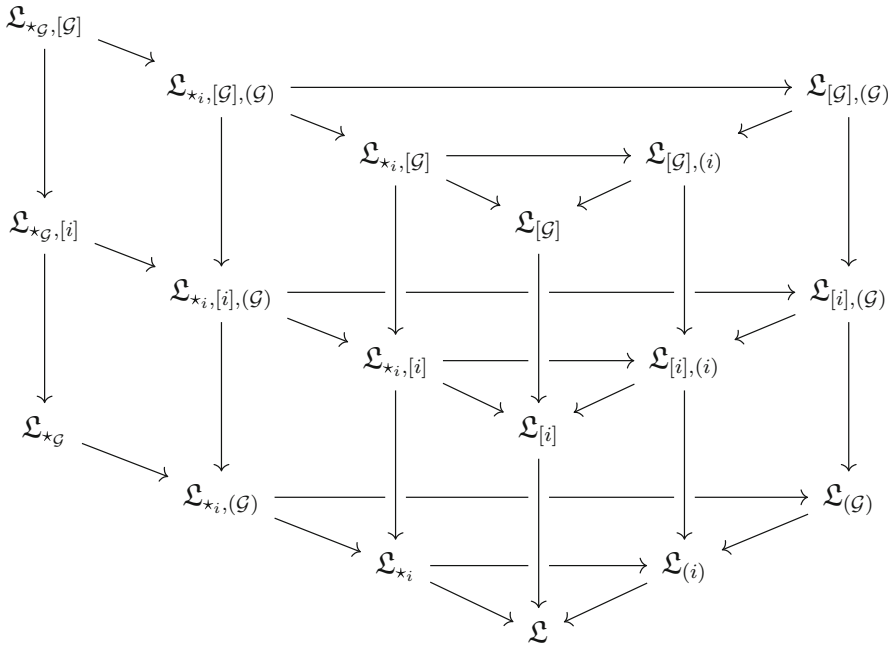 𝔏_{⋆_𝒢,[𝒢]}
𝔏_{⋆_i,[𝒢],(𝒢)} 𝔏_{[𝒢],(𝒢)}
𝔏_{⋆_i,[𝒢]} 𝔏_{[𝒢],(i)}
𝔏_{⋆_𝒢,[i]} 𝔏_{[𝒢]}
𝔏_{⋆_i,[i],(𝒢)} 𝔏_{[i],(𝒢)}
𝔏_{⋆_i,[i]} 𝔏_{[i],(i)}
𝔏_{⋆_𝒢} 𝔏_{[i]}
𝔏_{⋆_i,(𝒢)} 𝔏_{(𝒢)}
𝔏_{⋆_i} 𝔏_{(i)}
𝔏